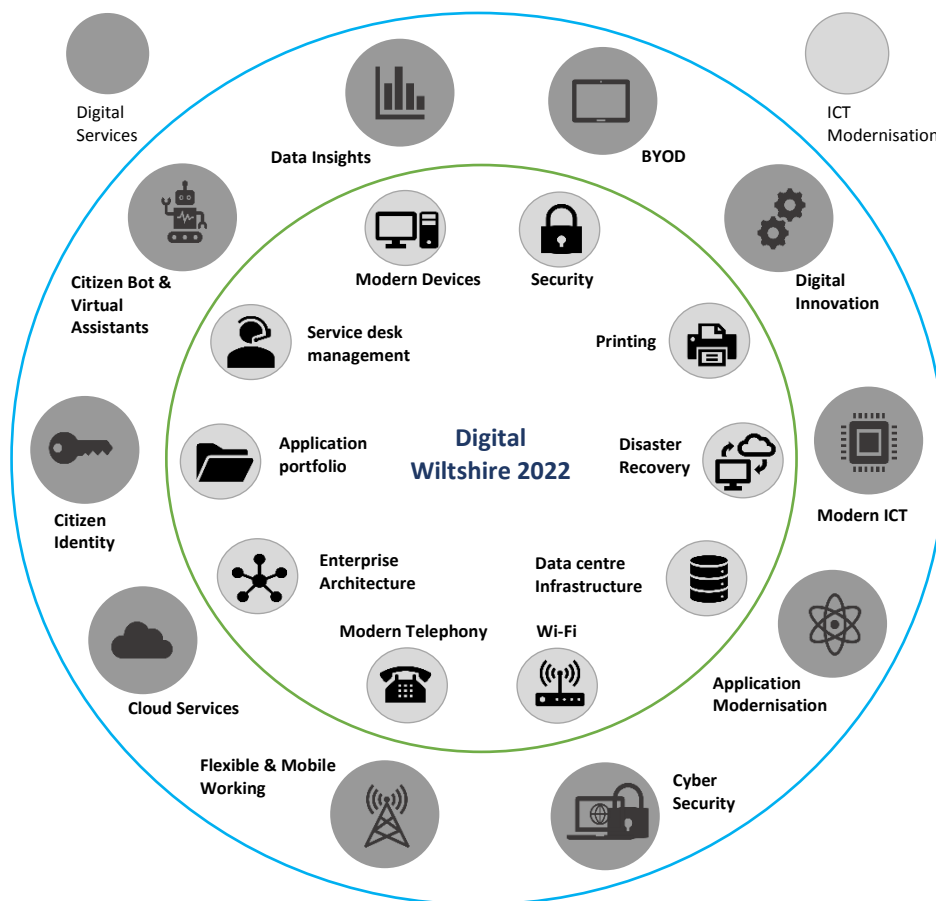 Digital
Services
ICT
Modernisation
Data Insights
BYOD
Citizen Bot &
Virtual
Assistants
Digital
Innovation
Modern Devices
Security
Service desk
management
Printing
Application
portfolio
Digital
Wiltshire 2022
Disaster
Recovery
Citizen
Identity
Modern ICT
Enterprise
Architecture
Data centre
Infrastructure
Modern Telephony
Wi-Fi
Cloud Services
Application
Modernisation
Flexible & Mobile
Working
Cyber
Security